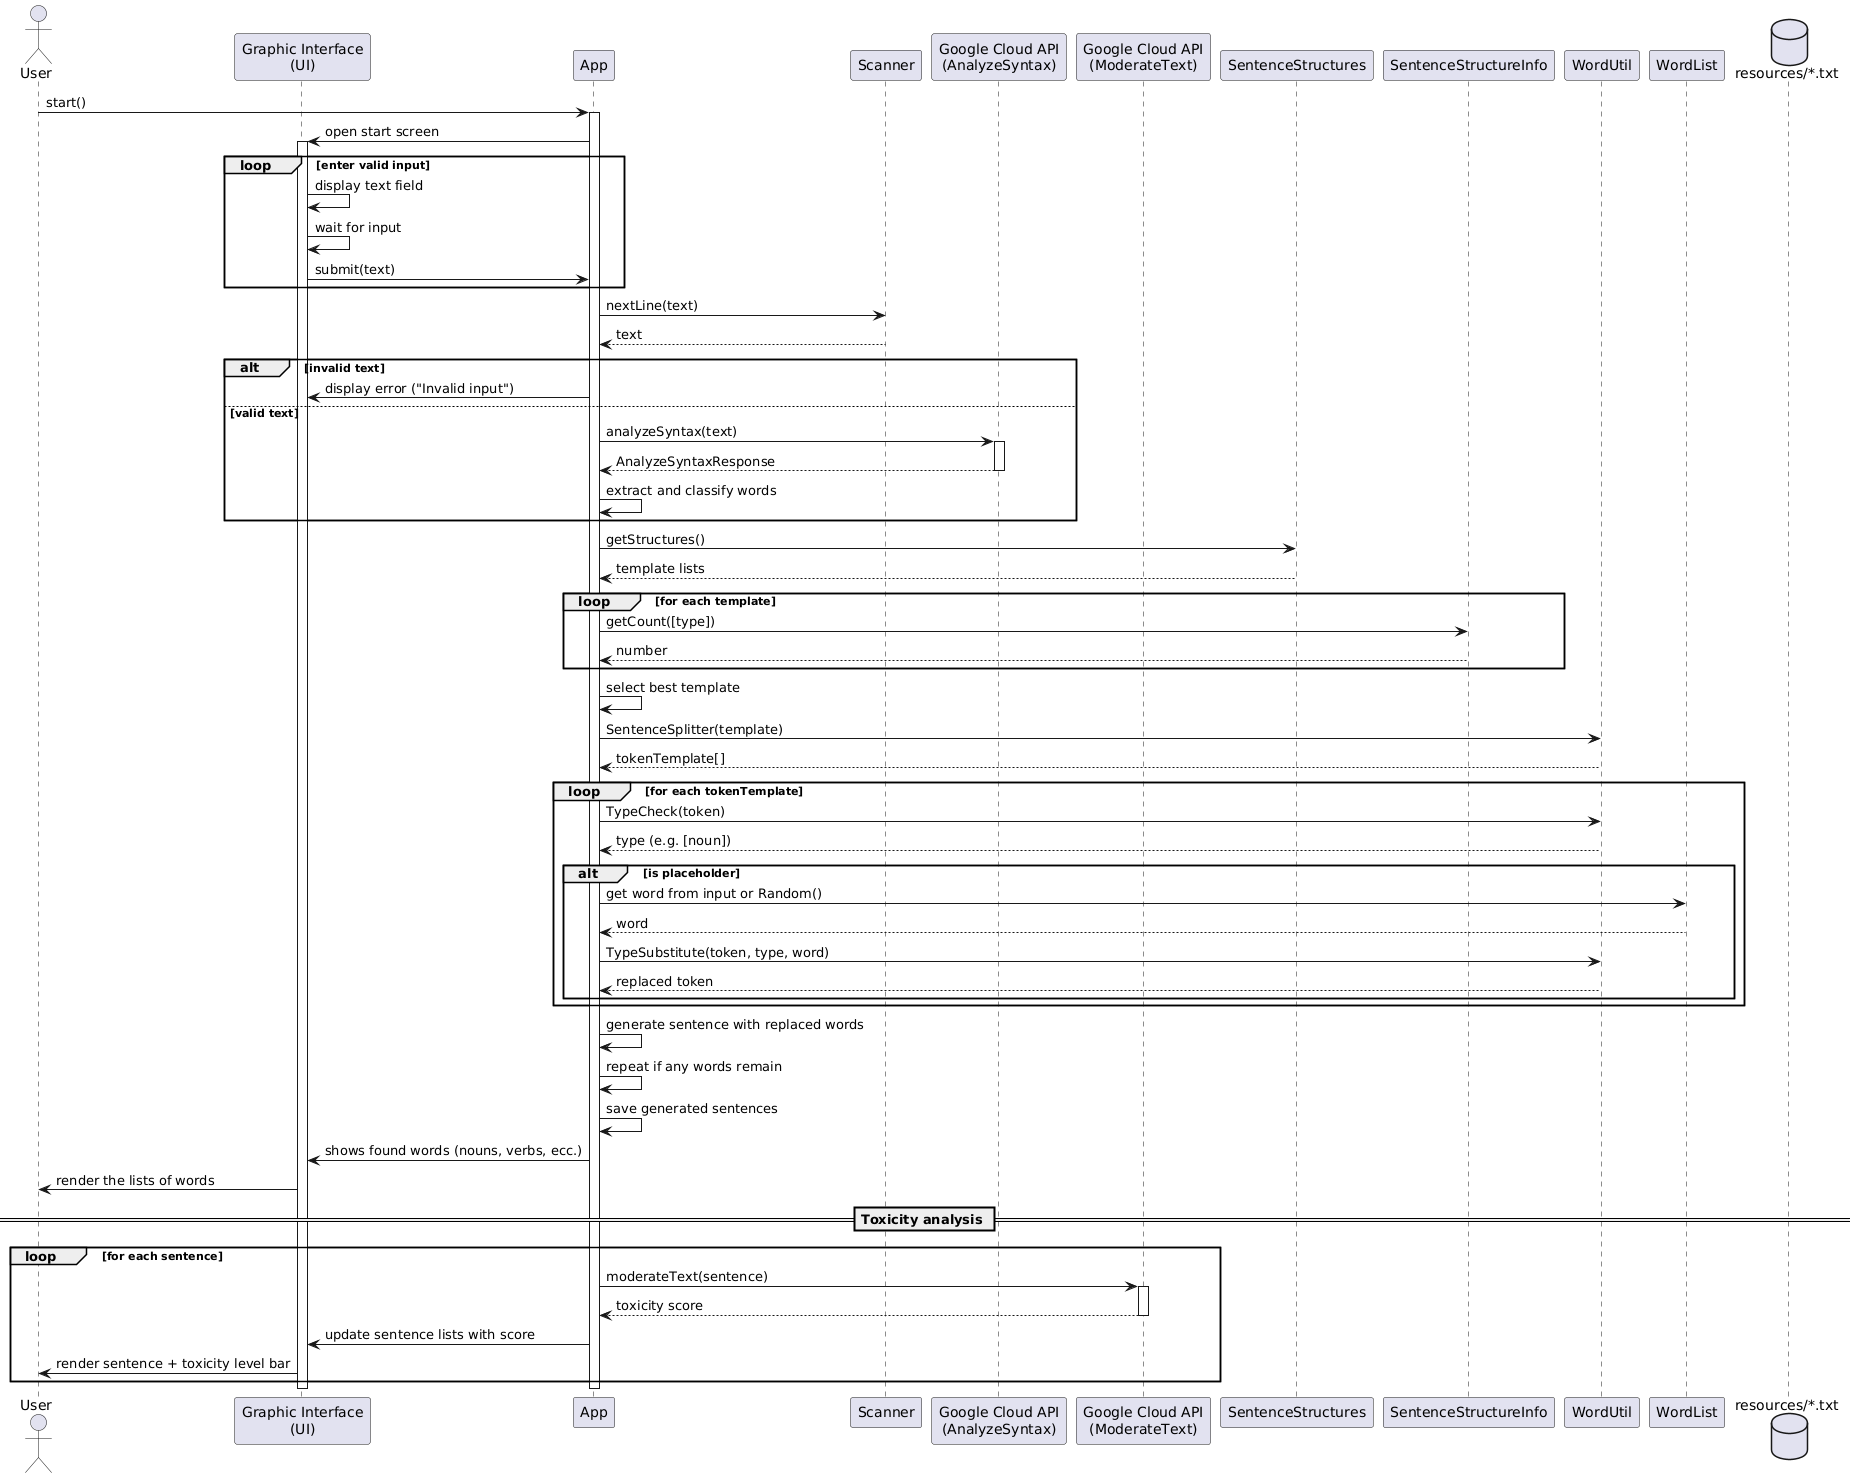 User
Graphic Interface
(UI)
App
Scanner
Google Cloud API
(AnalyzeSyntax)
Google Cloud API
(ModerateText)
SentenceStructures
SentenceStructureInfo
WordUtil
WordList
resources/*.txt
start()
open start screen
loop [enter valid input]
display text field
wait for input
submit(text)
nextLine(text)
text
alt [invalid text]
display error ("Invalid input")
[valid text]
analyzeSyntax(text)
AnalyzeSyntaxResponse
extract and classify words
getStructures()
template lists
loop [for each template]
getCount([type])
number
select best template
SentenceSplitter(template)
tokenTemplate[]
loop [for each tokenTemplate]
TypeCheck(token)
type (e.g. [noun])
alt [is placeholder]
get word from input or Random()
word
TypeSubstitute(token, type, word)
replaced token
generate sentence with replaced words
repeat if any words remain
save generated sentences
shows found words (nouns, verbs, ecc.)
render the lists of words
Toxicity analysis
loop [for each sentence]
moderateText(sentence)
toxicity score
update sentence lists with score
render sentence + toxicity level bar
User
Graphic Interface
(UI)
App
Scanner
Google Cloud API
(AnalyzeSyntax)
Google Cloud API
(ModerateText)
SentenceStructures
SentenceStructureInfo
WordUtil
WordList
resources/*.txt